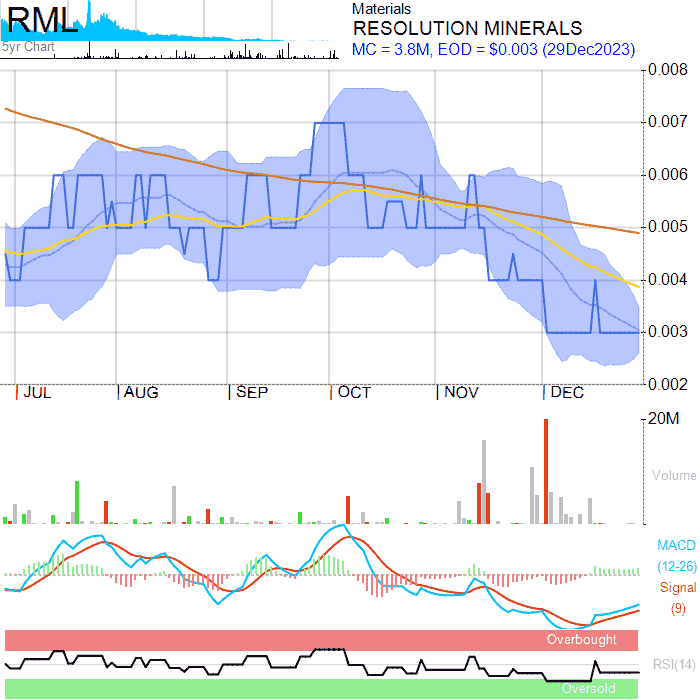 RML
5yr Chart
Materials
RESOLUTION MINERALS
MC = 3.8M, EOD = $0.003 (29Dec2023)
0.008
0.007
0.006
0.005
0.004
0.003
0.002
JUL AUG SEP OCT NOV DEC
20M
Volume
MACD
(12-26)
Signal
(9)
Overbought
RSI(14)
Oversold